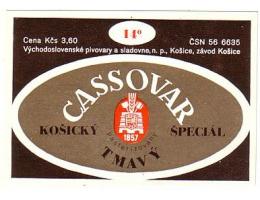 14°
Cena Kčs 3,60
ČSN 56 6635
Východoslovenské pivovary a sladovne, n. p., Košice, závod Košice
CASSOVAR
KOŠICKÝ
ŠPECIÁL
1857
Pasterizované
TMAVÝ